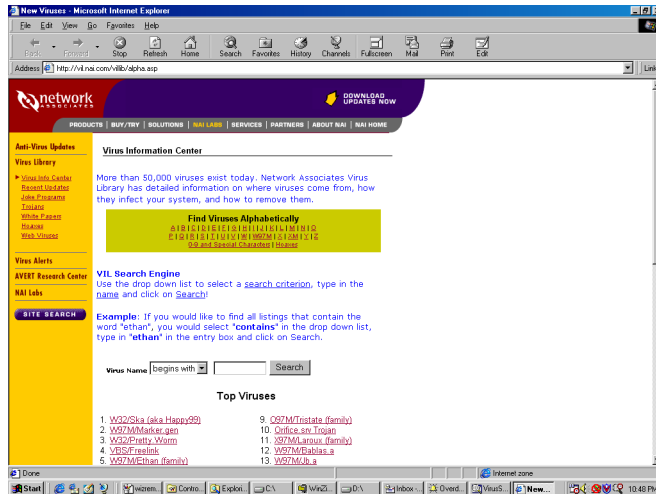 New Viruses - Microsoft Internet Explorer
File Edit View Go Favorites Help
Back Forward Stop Refresh Home Search Favorites History Channels Fullscreen Mail Print Edit
Address http://vil.nai.com/villib/alpha.asp Link
network
ASSOCIATES
DOWNLOAD
UPDATES NOW
PRODUCTS | BUY/TRY | SOLUTIONS | NAI LABS | SERVICES | PARTNERS | ABOUT NAI | NAI HOME
Anti-Virus Updates
Virus Library
Virus Info Center
Recent Updates
Joke Programs
Trojans
White Papers
Hoaxes
Web Viruses
Virus Alerts
AVERT Research Center
NAI Labs
SITE SEARCH
Virus Information Center
More than 50,000 viruses exist today. Network Associates Virus
Library has detailed information on where viruses come from, how
they infect your system, and how to remove them.
Find Viruses Alphabetically
A | B | C | D | E | F | G | H | I | J | K | L | M | N | O
P | Q | R | S | T | U | V | W | W97M | X | XM | Y | Z
0-9 and Special Characters | Hoaxes
VIL Search Engine
Use the drop down list to select a search criterion, type in the
name and click on Search!
Example: If you would like to find all listings that contain the
word "ethan", you would select "contains" in the drop down list,
type in "ethan" in the entry box and click on Search.
Virus Name begins with Search
Top Viruses
1. W32/Ska (aka Happy99)
2. W97M/Marker.gen
3. W32/Pretty.Worm
4. VBS/Freelink
5. W97M/Ethan (family)
9. O97M/Tristate (family)
10. Orifice.srv Trojan
11. X97M/Laroux (family)
12. W97M/Bablas.a
13. W97M/Jb.a
Done Internet zone
Start wizrem... Contro... Explori... C:\ WinZi... D:\ Inbox-... Overd... VirusS... New... 10:48 PM